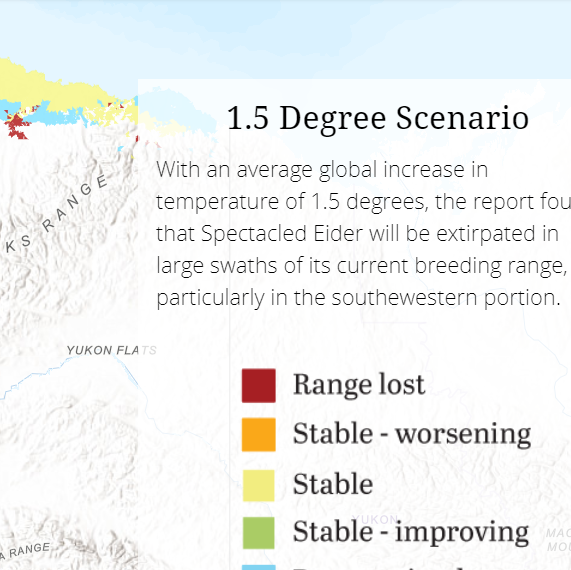 1.5 Degree Scenario
With an average global increase in
temperature of 1.5 degrees, the report fou
that Spectacled Eider will be extirpated in
large swaths of its current breeding range,
particularly in the southewestern portion.
KS RANGE
YUKON FLATS
Range lost
Stable - worsening
Stable
YUKON
Stable - improving
MAC
MOU
A RANGE